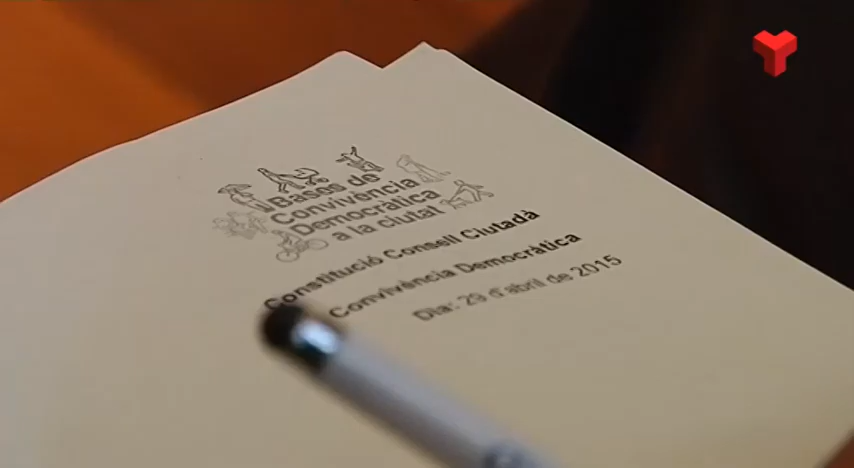 Bases de
Convivència
Democràtica
a la ciutat
Constitució Consell Ciutadà
Convivència Democràtica
Dia: 29 d'abril de 2015